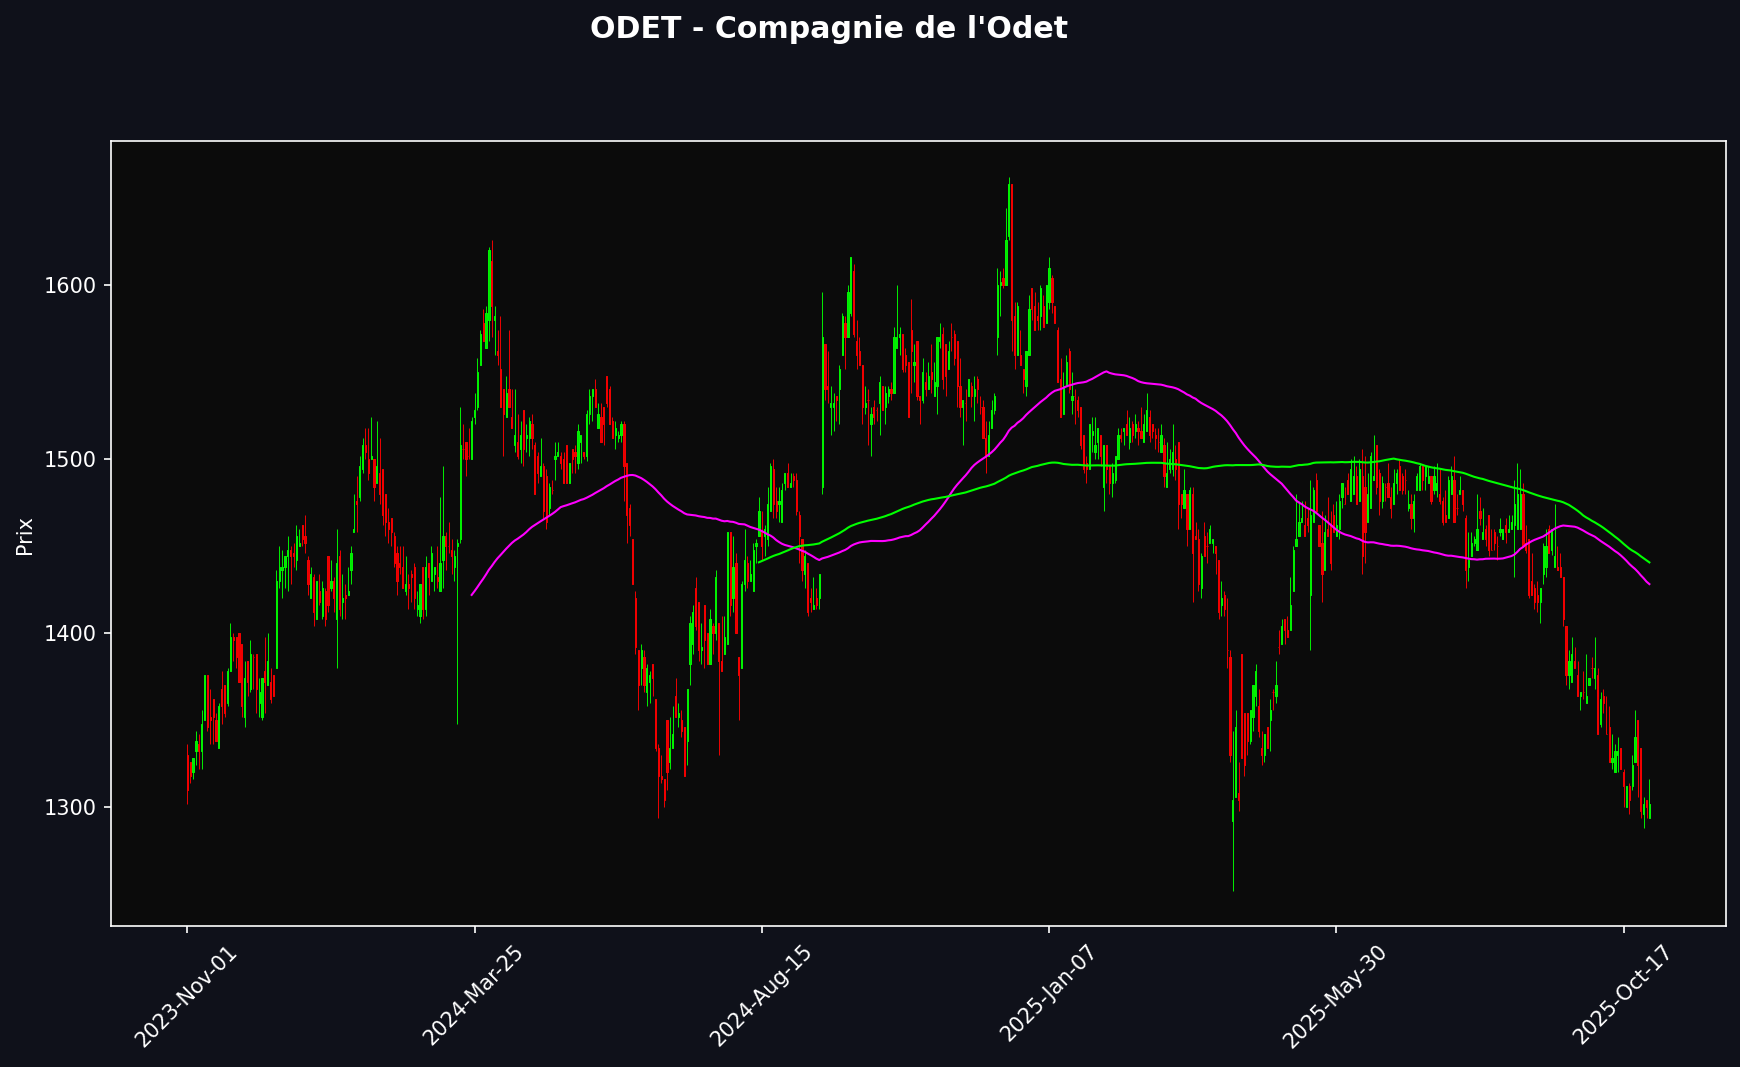 ODET - Compagnie de l'Odet
Prix
1600
1500
1400
1300
2023-Nov-01
2024-Mar-25
2024-Aug-15
2025-Jan-07
2025-May-30
2025-Oct-17